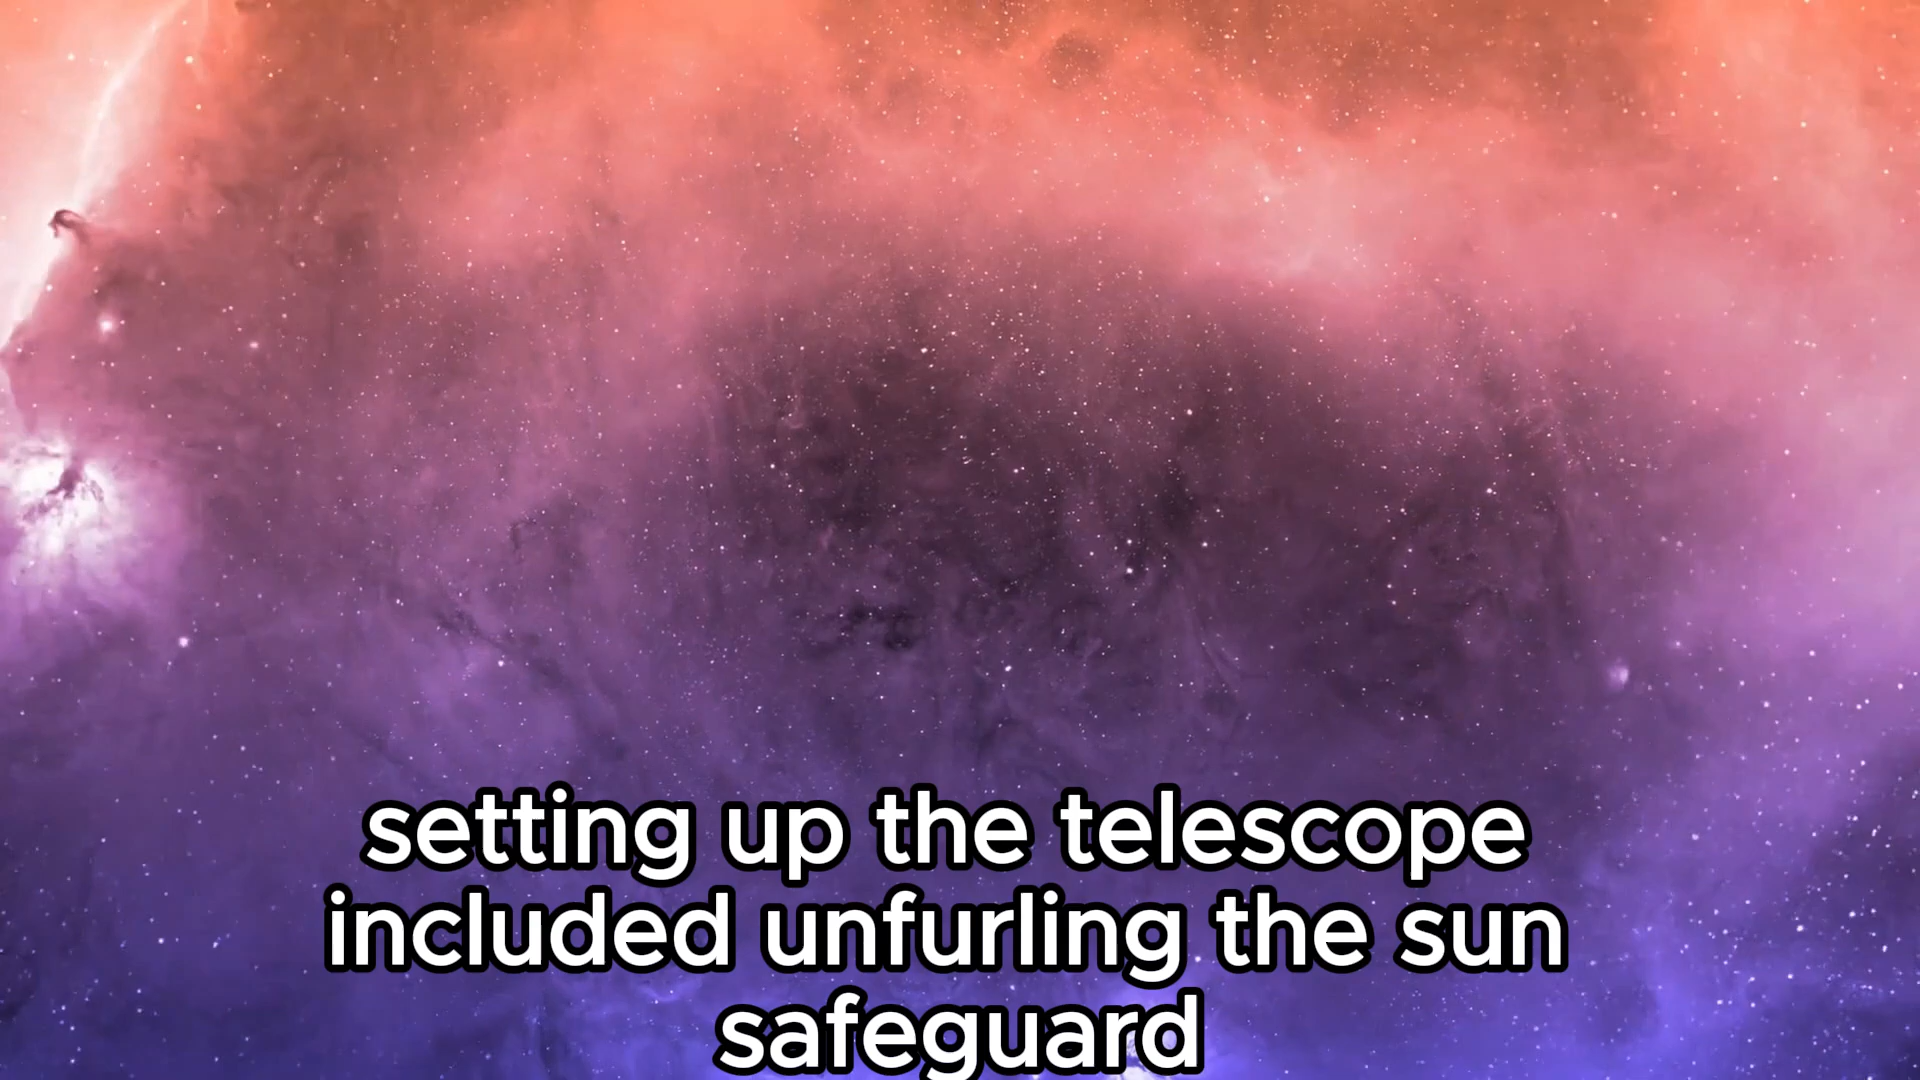 setting up the telescope
included unfurling the sun
safeguard